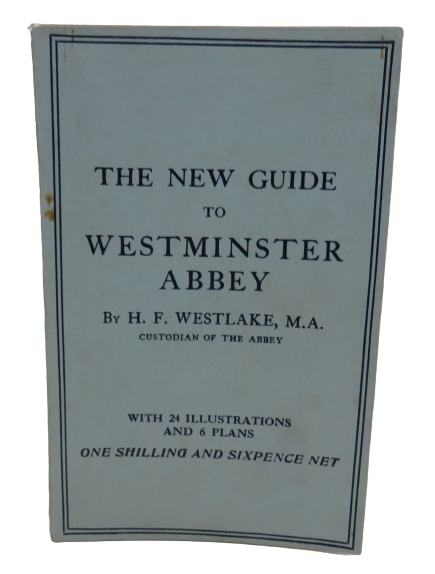 THE NEW GUIDE
TO
WESTMINSTER
ABBEY
BY H. F. WESTLAKE, M.A.
CUSTODIAN OF THE ABBEY
WITH 24 ILLUSTRATIONS
AND 6 PLANS
ONE SHILLING AND SIXPENCE NET